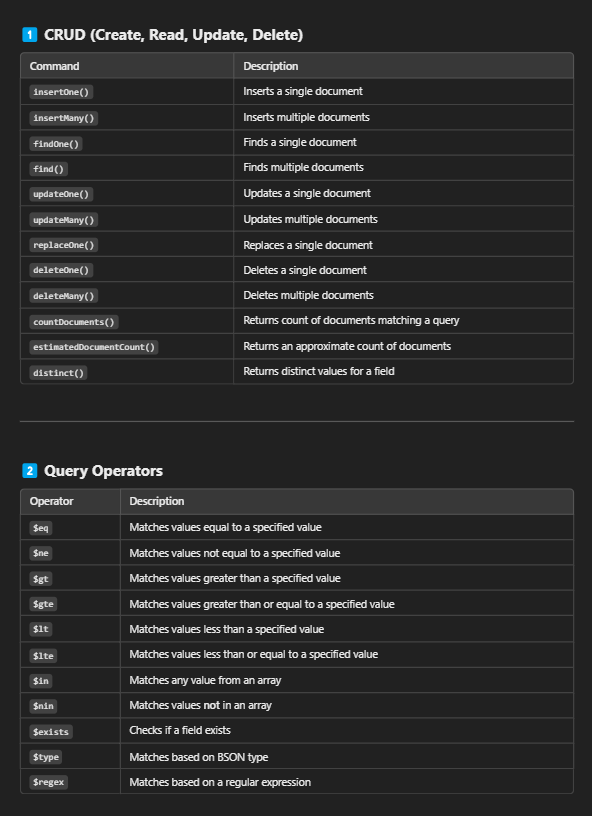 1 CRUD (Create, Read, Update, Delete)
Command Description
insertOne() Inserts a single document
insertMany() Inserts multiple documents
findOne() Finds a single document
find() Finds multiple documents
updateOne() Updates a single document
updateMany() Updates multiple documents
replaceOne() Replaces a single document
deleteOne() Deletes a single document
deleteMany() Deletes multiple documents
countDocuments() Returns count of documents matching a query
estimatedDocumentCount() Returns an approximate count of documents
distinct() Returns distinct values for a field
2 Query Operators
Operator Description
$eq Matches values equal to a specified value
$ne Matches values not equal to a specified value
$gt Matches values greater than a specified value
$gte Matches values greater than or equal to a specified value
$lt Matches values less than a specified value
$lte Matches values less than or equal to a specified value
$in Matches any value from an array
$nin Matches values not in an array
$exists Checks if a field exists
$type Matches based on BSON type
$regex Matches based on a regular expression